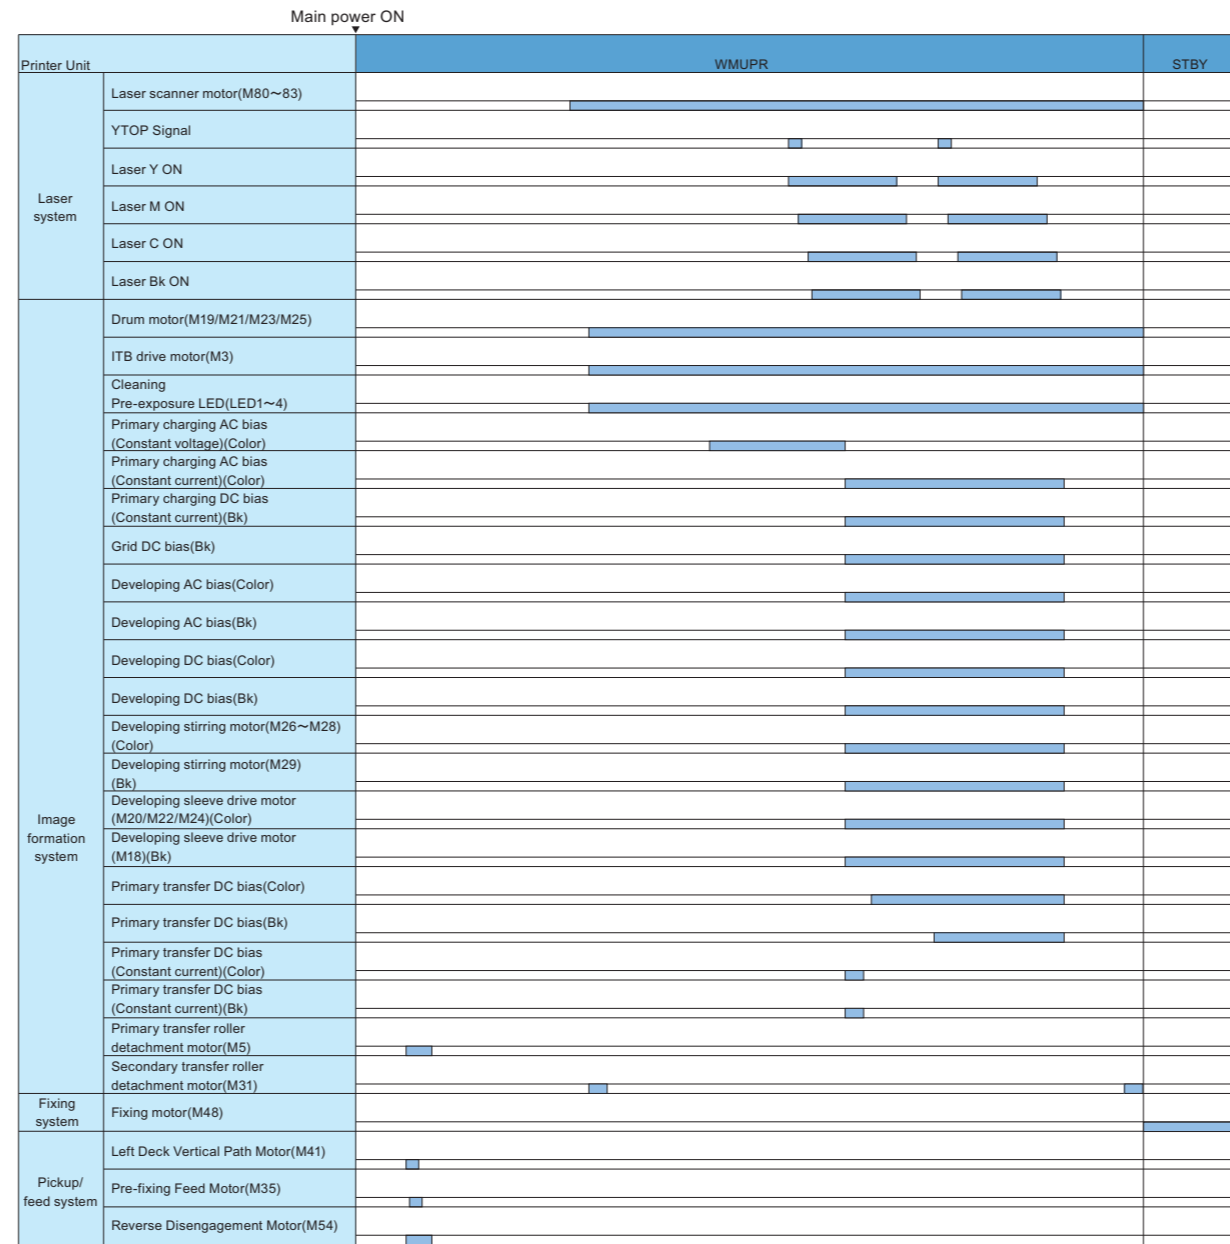 Main power ON
Printer Unit
WMUPR
STBY
Laser
system
Laser scanner motor(M80～83)
YTOP Signal
Laser Y ON
Laser M ON
Laser C ON
Laser Bk ON
Image
formation
system
Drum motor(M19/M21/M23/M25)
ITB drive motor(M3)
Cleaning
Pre-exposure LED(LED1～4)
Primary charging AC bias
(Constant voltage)(Color)
Primary charging AC bias
(Constant current)(Color)
Primary charging DC bias
(Constant current)(Bk)
Grid DC bias(Bk)
Developing AC bias(Color)
Developing AC bias(Bk)
Developing DC bias(Color)
Developing DC bias(Bk)
Developing stirring motor(M26～M28)
(Color)
Developing stirring motor(M29)
(Bk)
Developing sleeve drive motor
(M20/M22/M24)(Color)
Developing sleeve drive motor
(M18)(Bk)
Primary transfer DC bias(Color)
Primary transfer DC bias(Bk)
Primary transfer DC bias
(Constant current)(Color)
Primary transfer DC bias
(Constant current)(Bk)
Primary transfer roller
detachment motor(M5)
Secondary transfer roller
detachment motor(M31)
Fixing
system
Fixing motor(M48)
Pickup/
feed system
Left Deck Vertical Path Motor(M41)
Pre-fixing Feed Motor(M35)
Reverse Disengagement Motor(M54)